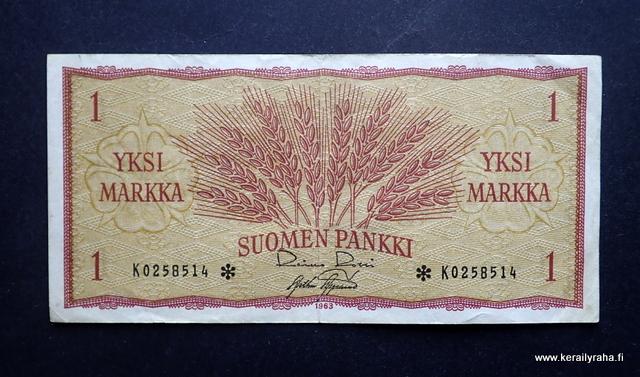 1 1
YKSI MARKKA
YKSI MARKKA
SUOMEN PANKKI
1 K0258514 * * K0258514 1
1963
www.kerailyraha.fi